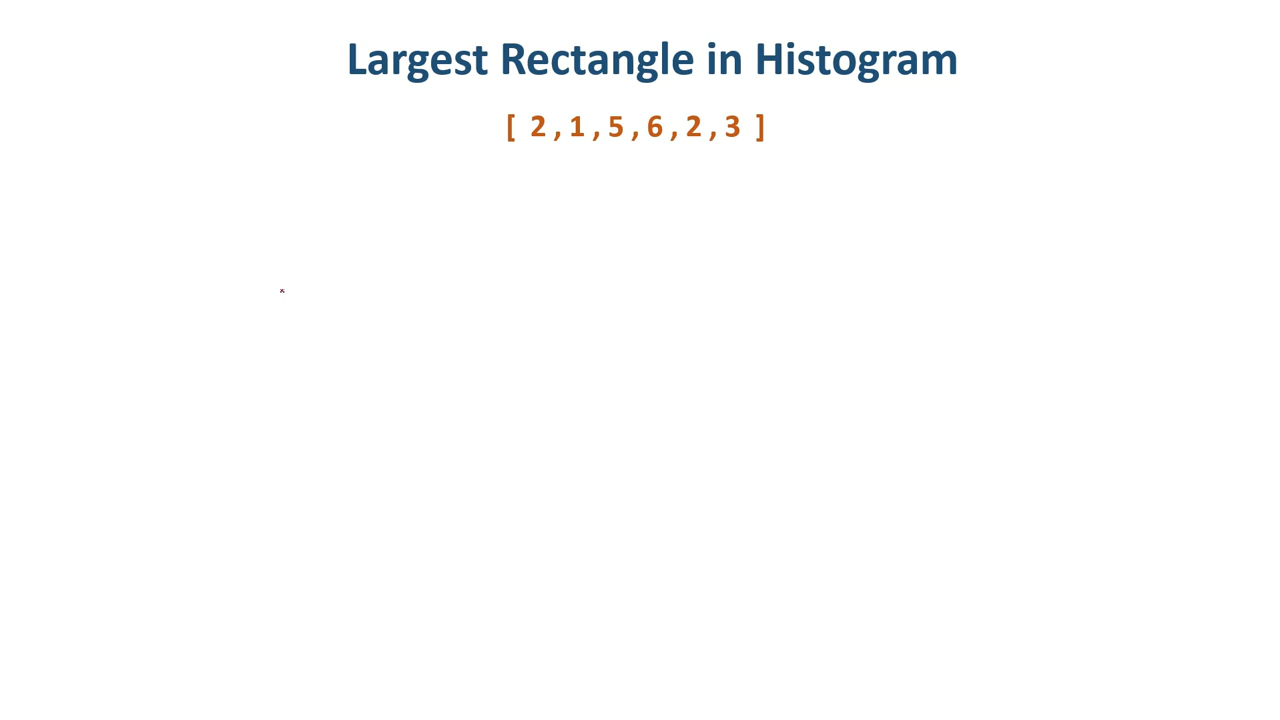 Largest Rectangle in Histogram
[ 2 , 1 , 5 , 6 , 2 , 3 ]